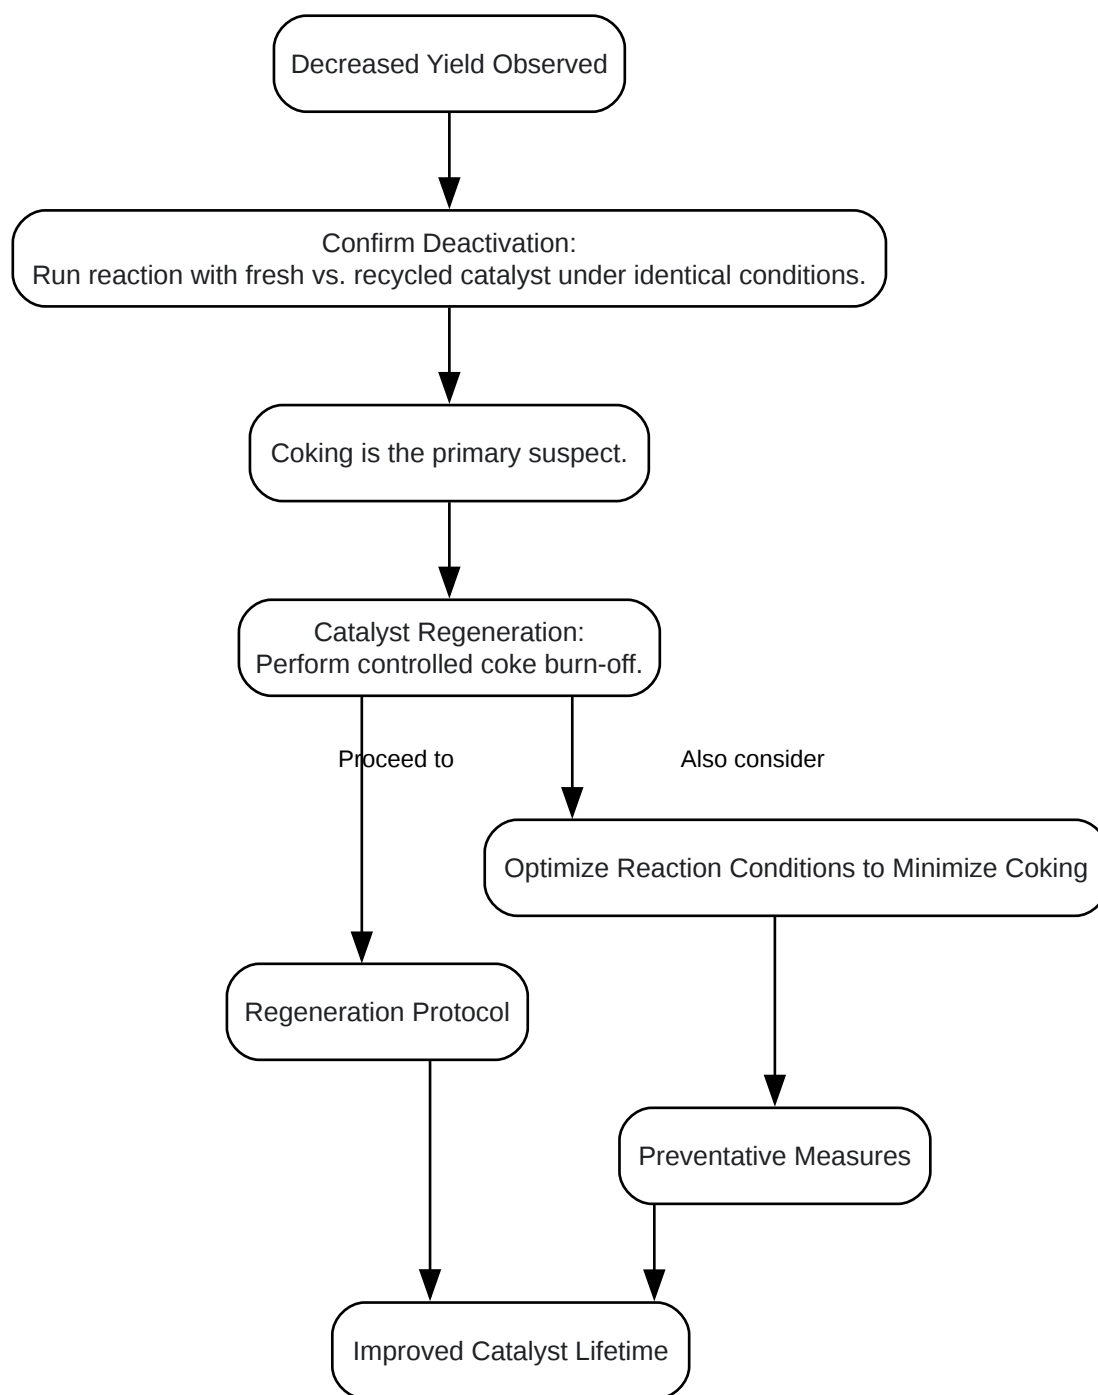 Decreased Yield Observed
Confirm Deactivation:
Run reaction with fresh vs. recycled catalyst under identical conditions.
Coking is the primary suspect.
Catalyst Regeneration:
Perform controlled coke burn-off.
Proceed to
Also consider
Optimize Reaction Conditions to Minimize Coking
Regeneration Protocol
Preventative Measures
Improved Catalyst Lifetime